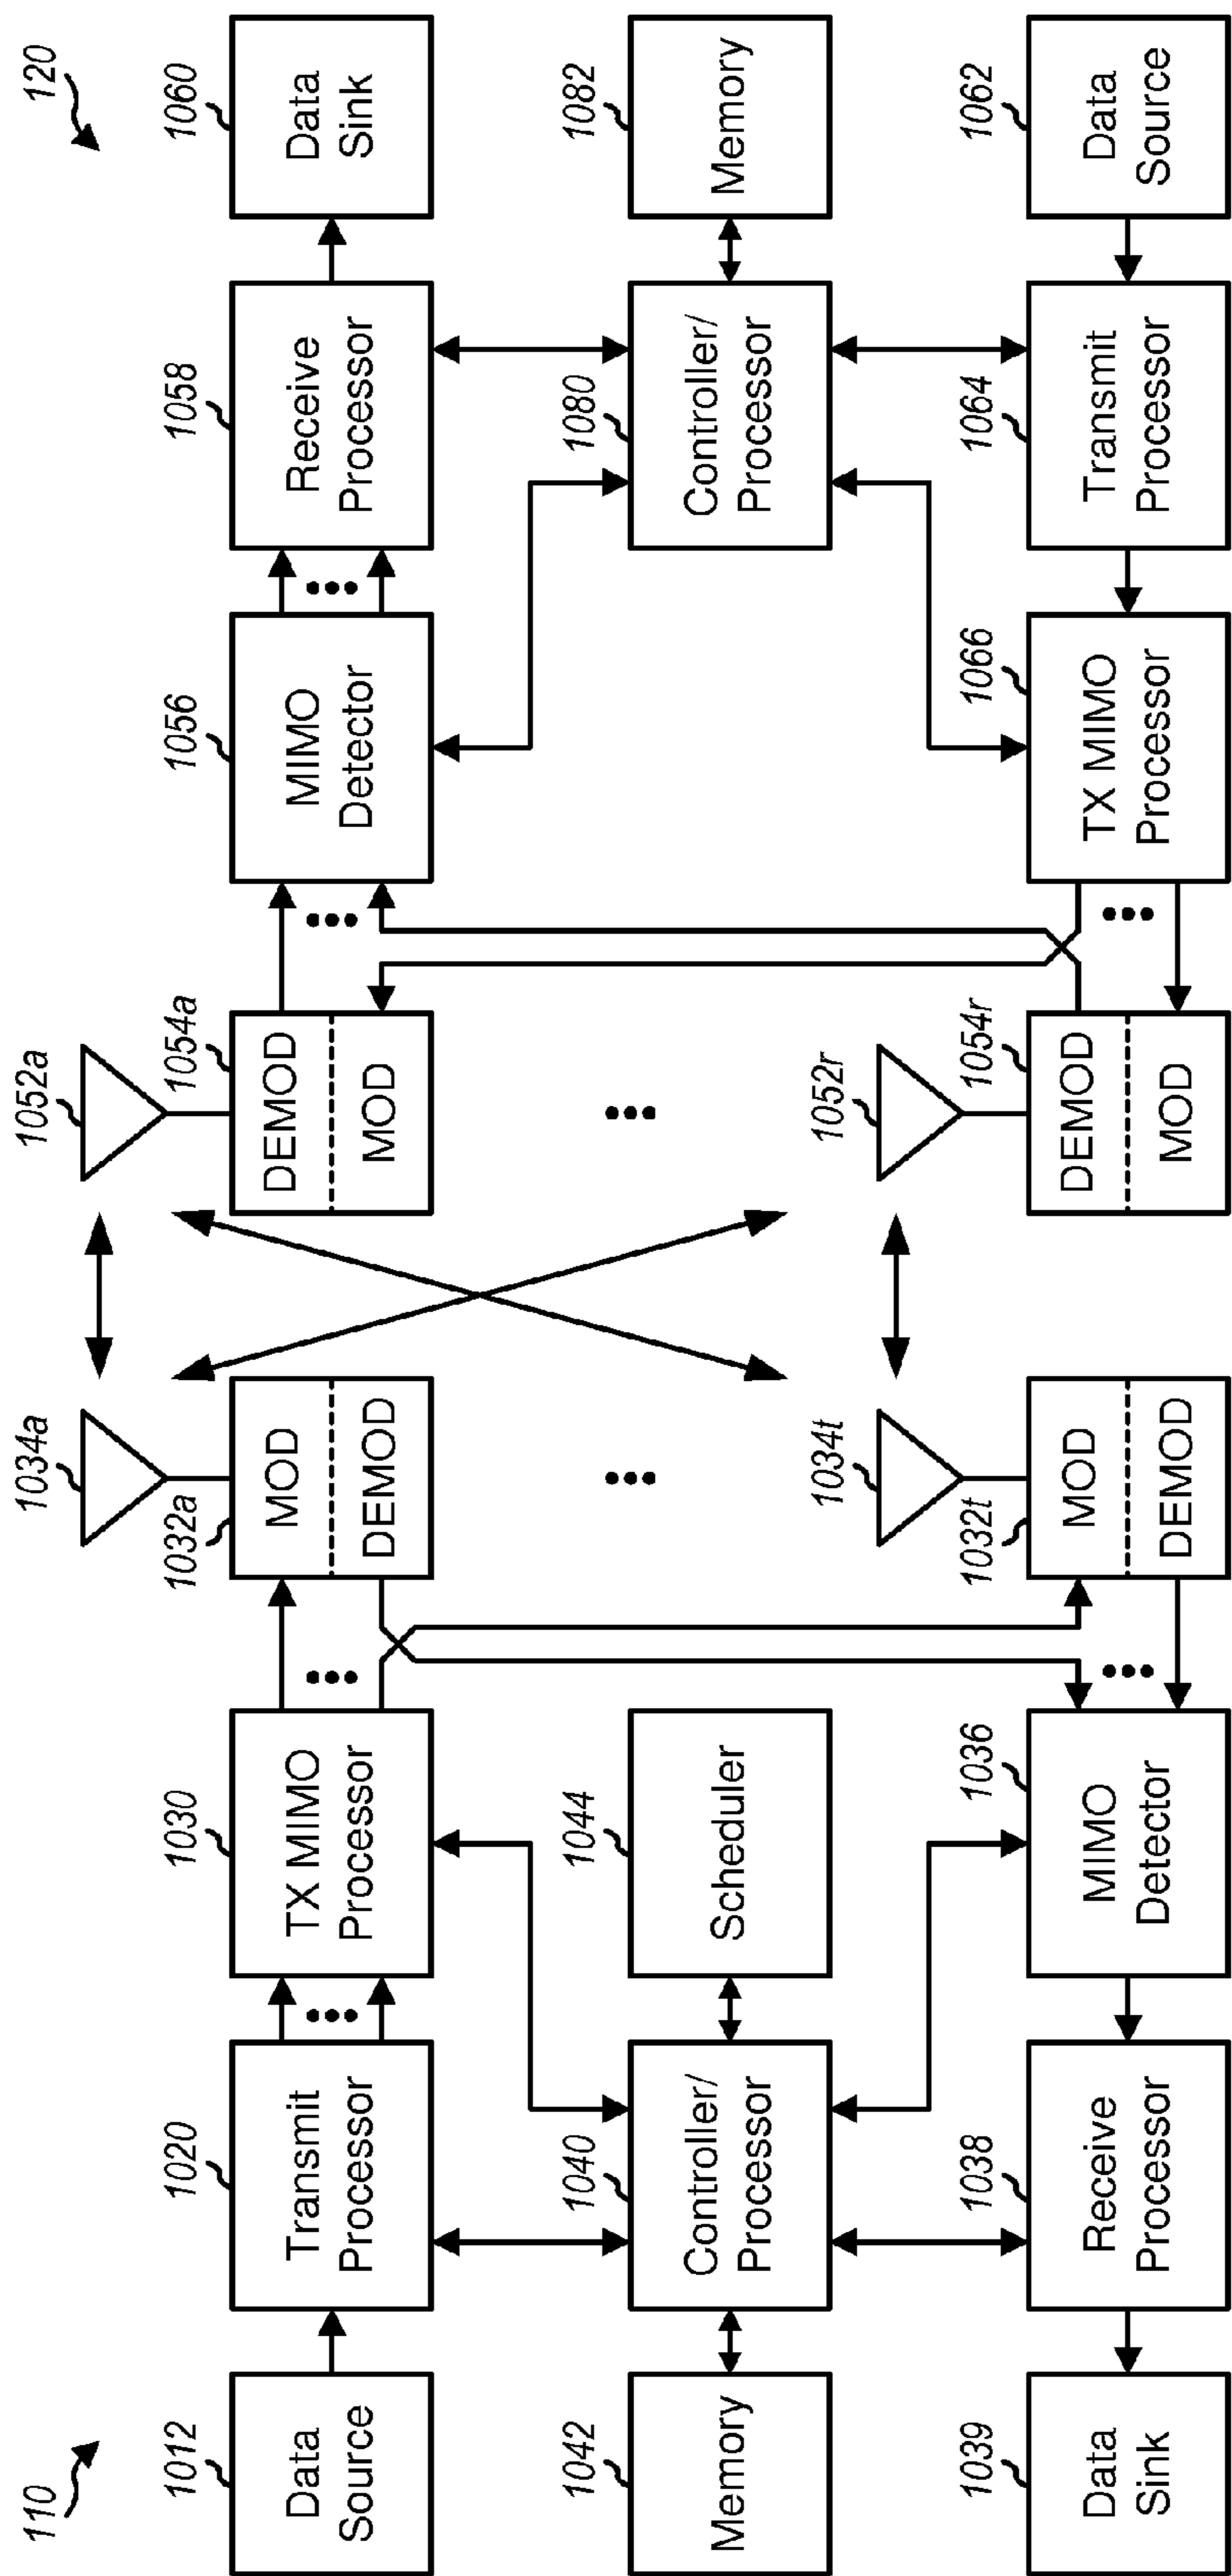 110
120
1012
Data
Source
1020
Transmit
Processor
1030
TX MIMO
Processor
1034a
1032a
MOD
DEMOD
1052a
1054a
DEMOD
MOD
1056
MIMO
Detector
1058
Receive
Processor
1060
Data
Sink
1042
Memory
1040
Controller/
Processor
1044
Scheduler
1080
Controller/
Processor
1082
Memory
1039
Data
Sink
1038
Receive
Processor
1036
MIMO
Detector
1034t
1032t
MOD
DEMOD
1052r
1054r
DEMOD
MOD
1066
TX MIMO
Processor
1064
Transmit
Processor
1062
Data
Source